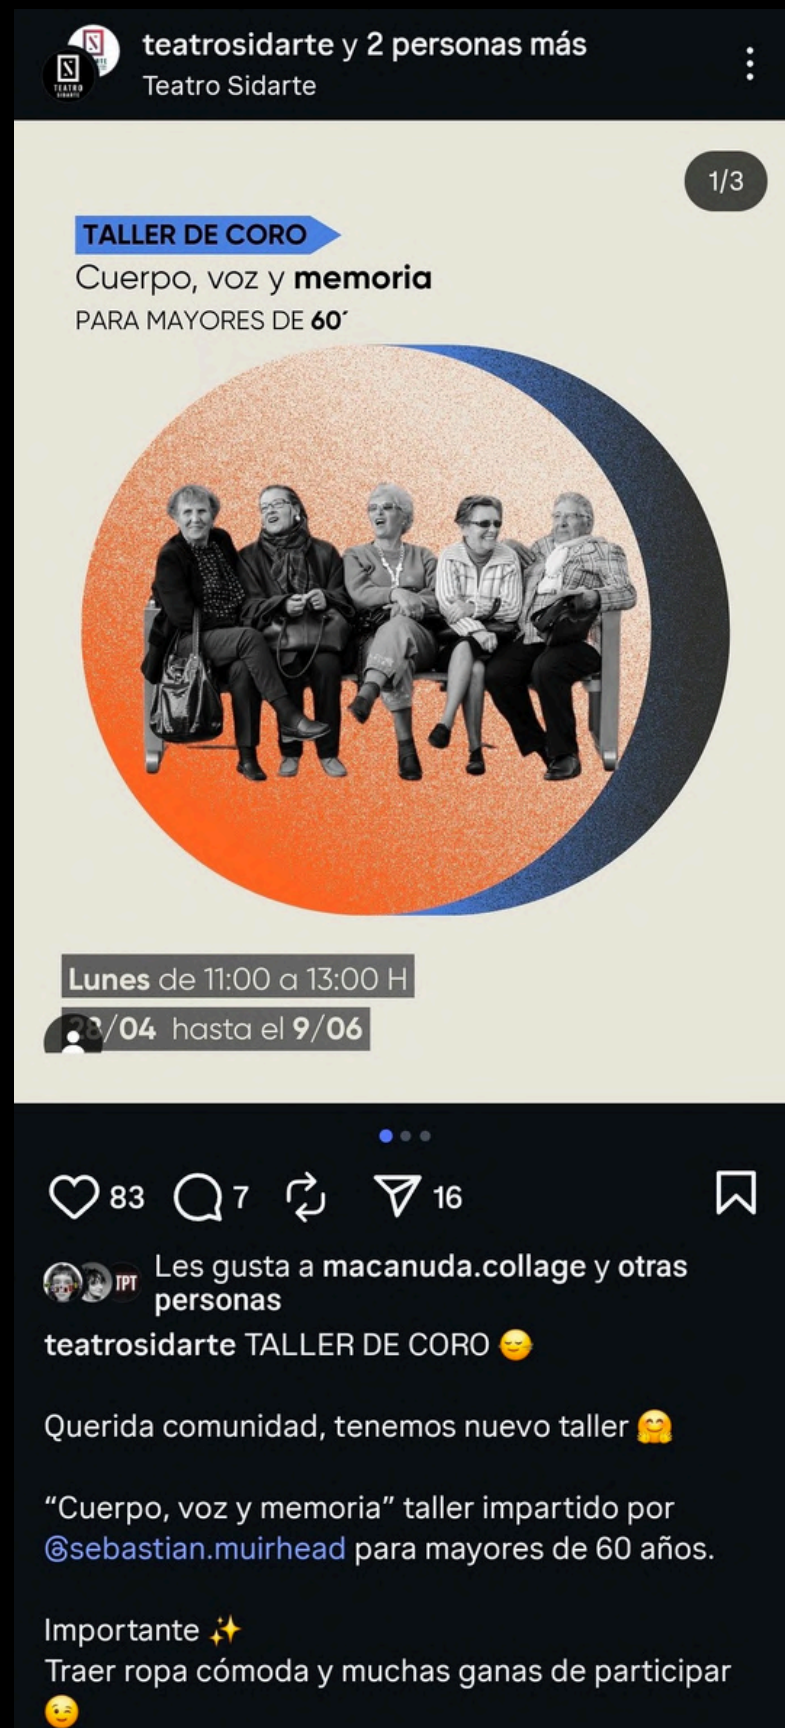 teatrosidarte y 2 personas más
Teatro Sidarte
1/3
TALLER DE CORO
Cuerpo, voz y memoria
PARA MAYORES DE 60´
Lunes de 11:00 a 13:00 H
28/04 hasta el 9/06
83 7 16
TPT
Les gusta a macanuda.collage y otras
personas
teatrosidarte TALLER DE CORO 😌
Querida comunidad, tenemos nuevo taller 🤗
“Cuerpo, voz y memoria” taller impartido por
@sebastian.muirhead para mayores de 60 años.
Importante ✨
Traer ropa cómoda y muchas ganas de participar
😉